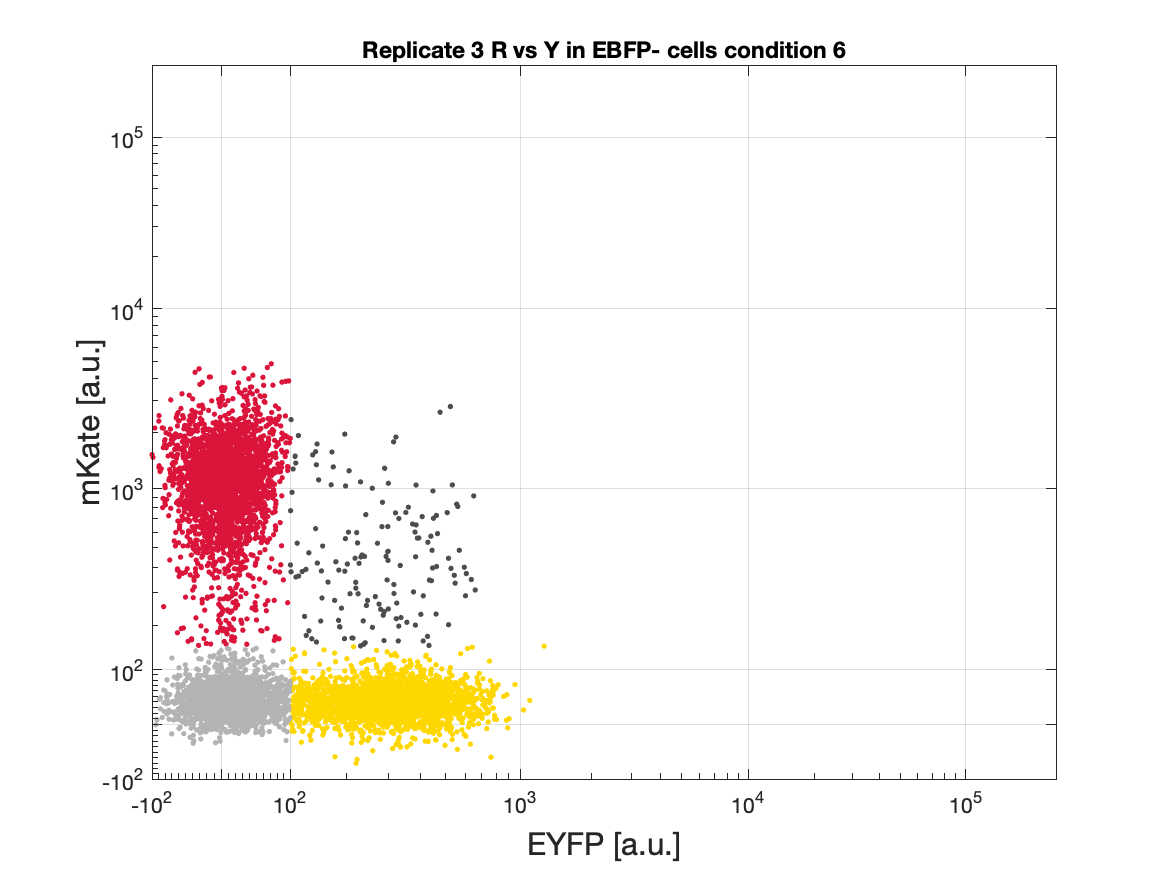 Replicate 3 R vs Y in EBFP- cells condition 6
mKate [a.u.]
10^5
10^4
10^3
10^2
-10^2
-10^2 10^2 10^3 10^4 10^5
EYFP [a.u.]